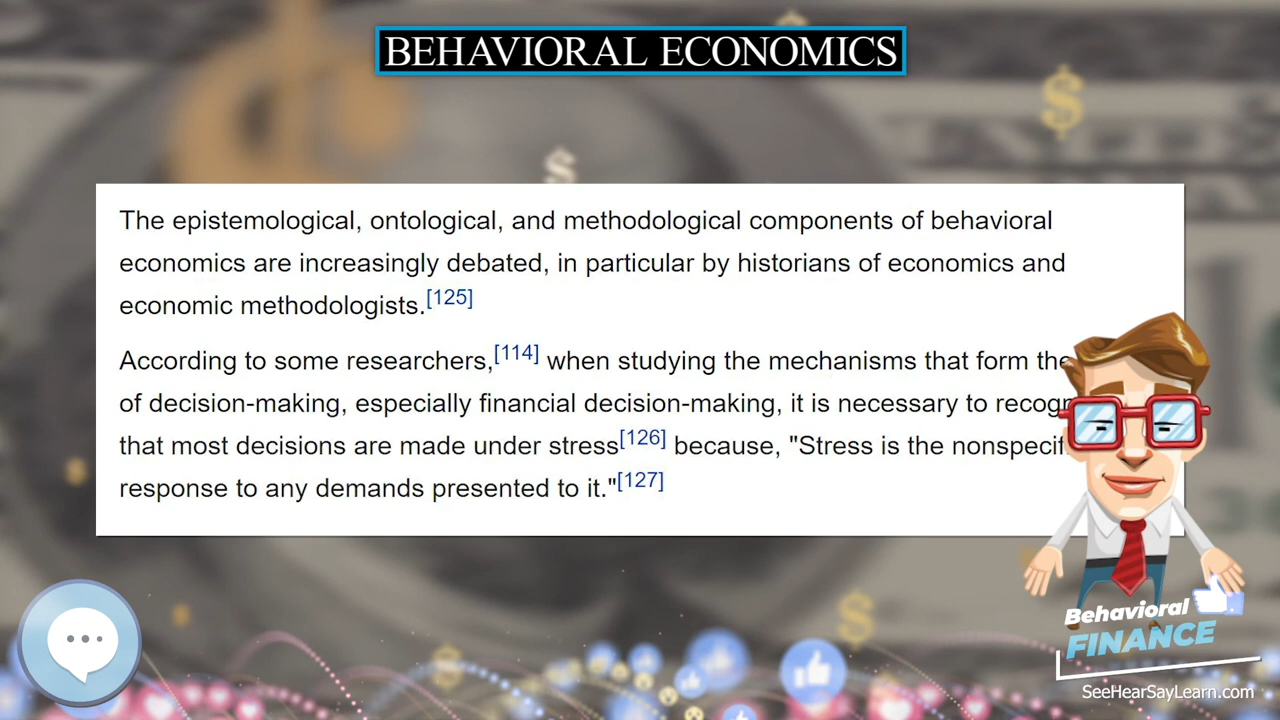 BEHAVIORAL ECONOMICS
The epistemological, ontological, and methodological components of behavioral
economics are increasingly debated, in particular by historians of economics and
economic methodologists.[125]
According to some researchers,[114] when studying the mechanisms that form the
of decision-making, especially financial decision-making, it is necessary to
that most decisions are made under stress[126] because, "Stress is the
response to any demands presented to it."[127]
Behavioral
FINANCE
SeeHearSayLearn.com